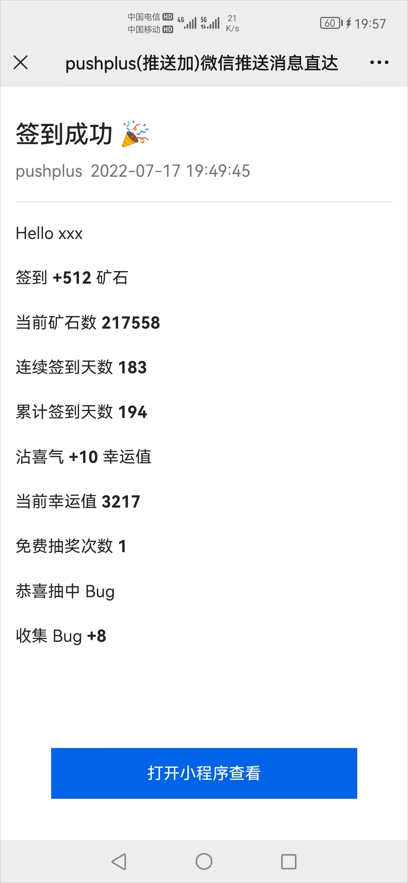 中国电信 HD 4G 5G 21 60 19:57
中国移动 HD K/s
pushplus(推送加)微信推送消息直达
签到成功 🎉
pushplus 2022-07-17 19:49:45
Hello xxx
签到 +512 矿石
当前矿石数 217558
连续签到天数 183
累计签到天数 194
沾喜气 +10 幸运值
当前幸运值 3217
免费抽奖次数 1
恭喜抽中 Bug
收集 Bug +8
打开小程序查看